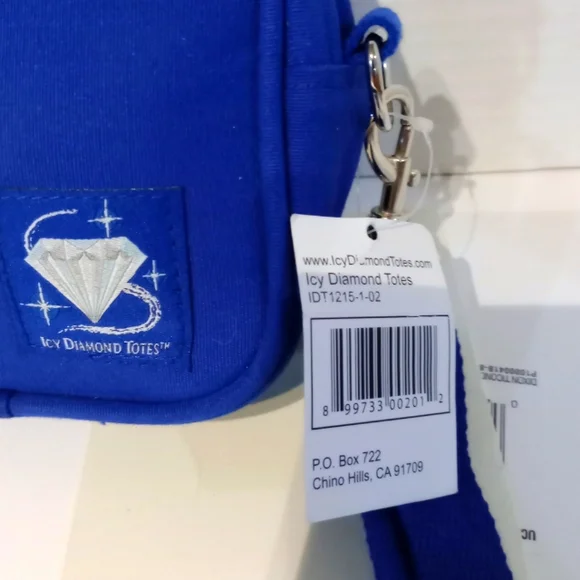 ICY DIAMOND TOTES™
www.IcyDiamondTotes.com
Icy Diamond Totes
IDT1215-1-02
8 99733 00201 2
P.O. Box 722
Chino Hills, CA 91709
UC